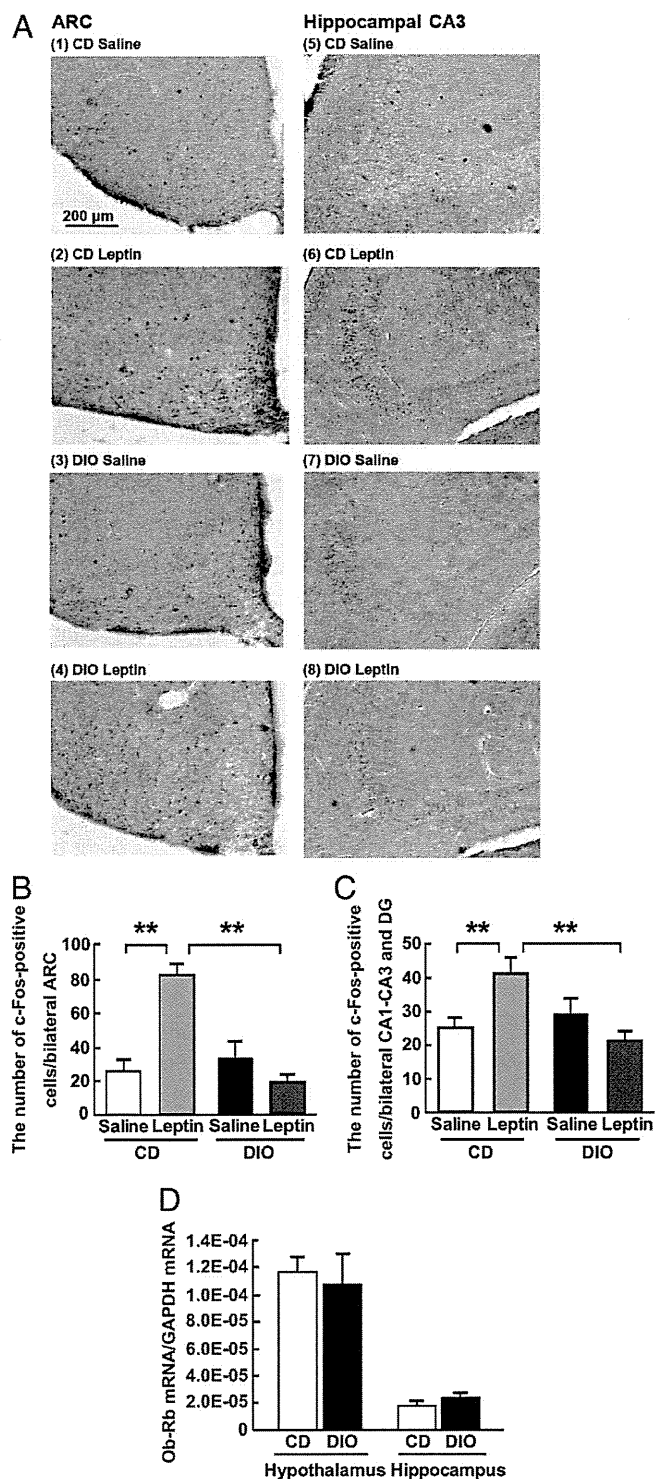 A
ARC
Hippocampal CA3
(1) CD Saline
(5) CD Saline
200 µm
(2) CD Leptin
(6) CD Leptin
(3) DIO Saline
(7) DIO Saline
(4) DIO Leptin
(8) DIO Leptin
B
The number of c-Fos-positive
cells/bilateral ARC
100
80
60
40
20
0
**
**
Saline Leptin
Saline Leptin
CD
DIO
C
The number of c-Fos-positive
cells/bilateral CA1-CA3 and DG
50
40
30
20
10
0
**
**
Saline Leptin
Saline Leptin
CD
DIO
D
Ob-Rb mRNA/GAPDH mRNA
1.4E-04
1.2E-04
1.0E-04
8.0E-05
6.0E-05
4.0E-05
2.0E-05
0
CD DIO
CD DIO
Hypothalamus Hippocampus